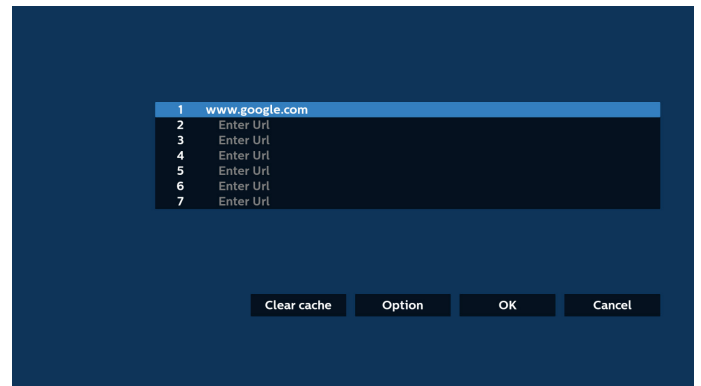 1 www.google.com
2 Enter Url
3 Enter Url
4 Enter Url
5 Enter Url
6 Enter Url
7 Enter Url
Clear cache Option OK Cancel